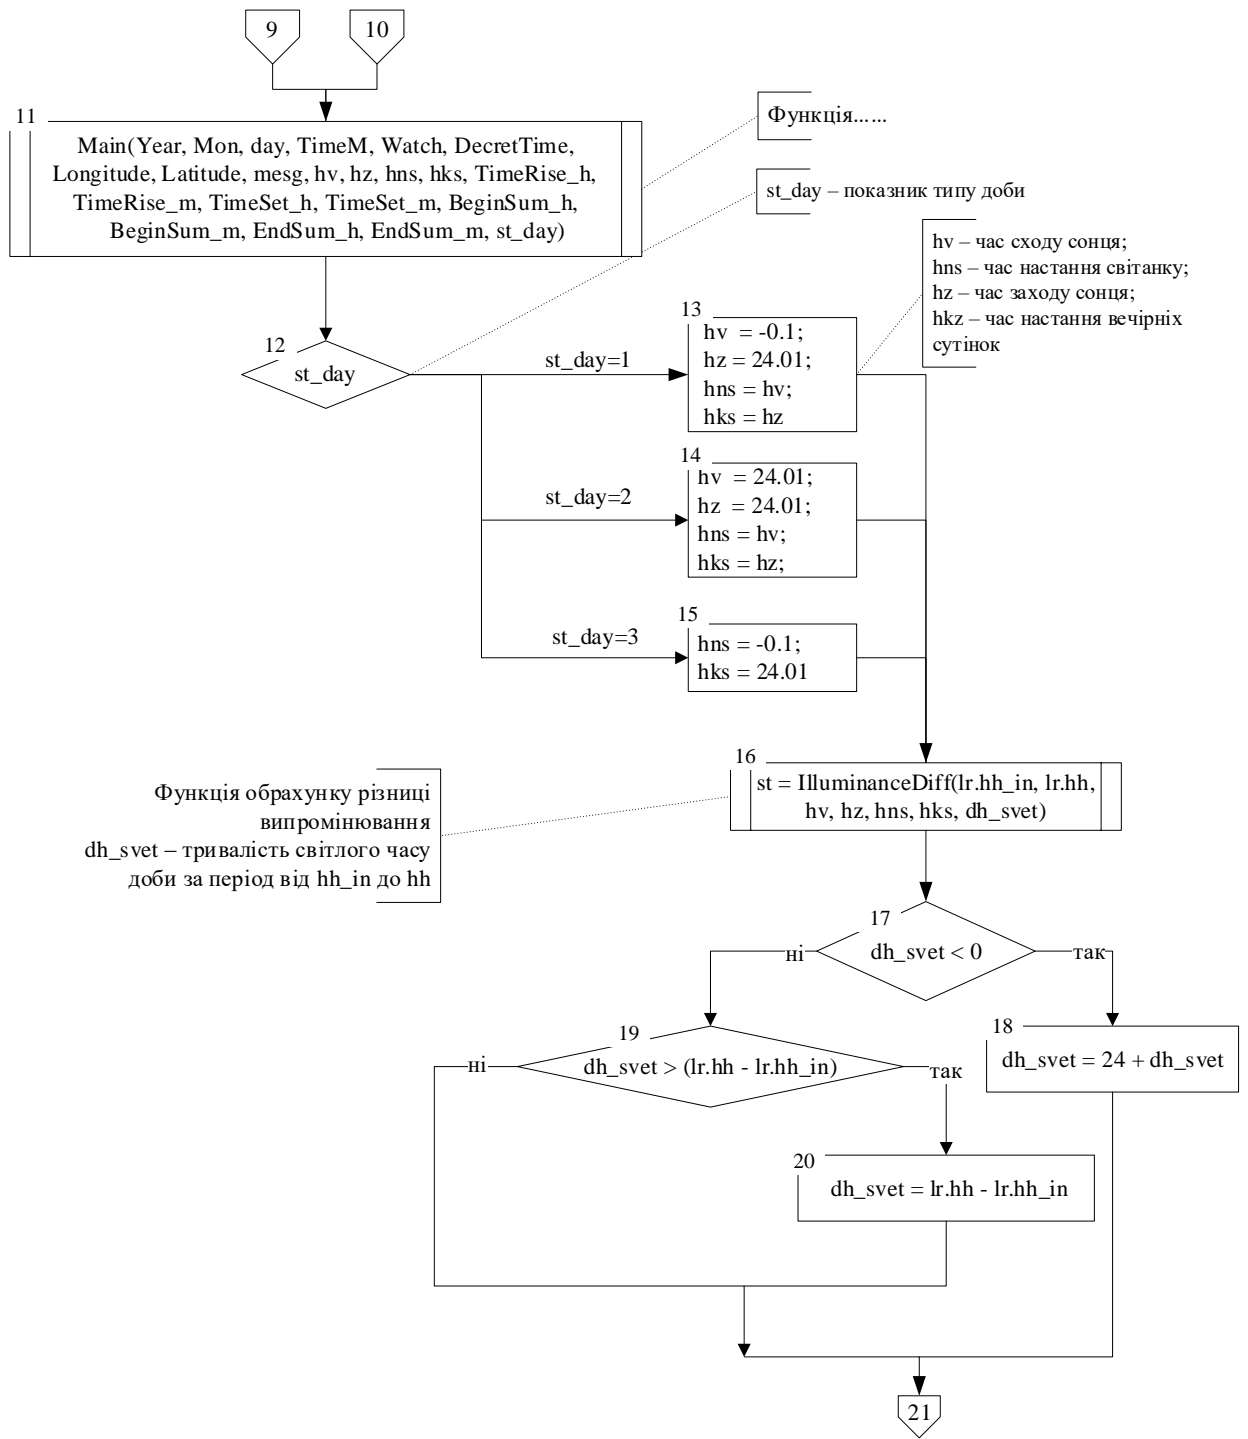 9
10
11
Main(Year, Mon, day, TimeM, Watch, DecretTime,
Longitude, Latitude, mesg, hv, hz, hns, hks, TimeRise_h,
TimeRise_m, TimeSet_h, TimeSet_m, BeginSum_h,
BeginSum_m, EndSum_h, EndSum_m, st_day)
Функція......
st_day – показник типу доби
hv – час сходу сонця;
hns – час настання світанку;
hz – час заходу сонця;
hkz – час настання вечірніх
сутінок
12
st_day
st_day=1
13
hv = -0.1;
hz = 24.01;
hns = hv;
hks = hz
st_day=2
14
hv = 24.01;
hz = 24.01;
hns = hv;
hks = hz;
st_day=3
15
hns = -0.1;
hks = 24.01
16
st = IlluminanceDiff(lr.hh_in, lr.hh,
hv, hz, hns, hks, dh_svet)
Функція обрахунку різниці
випромінювання
dh_svet – тривалість світлого часу
доби за період від hh_in до hh
17
dh_svet < 0
ні
так
18
dh_svet = 24 + dh_svet
19
dh_svet > (lr.hh - lr.hh_in)
ні
так
20
dh_svet = lr.hh - lr.hh_in
21